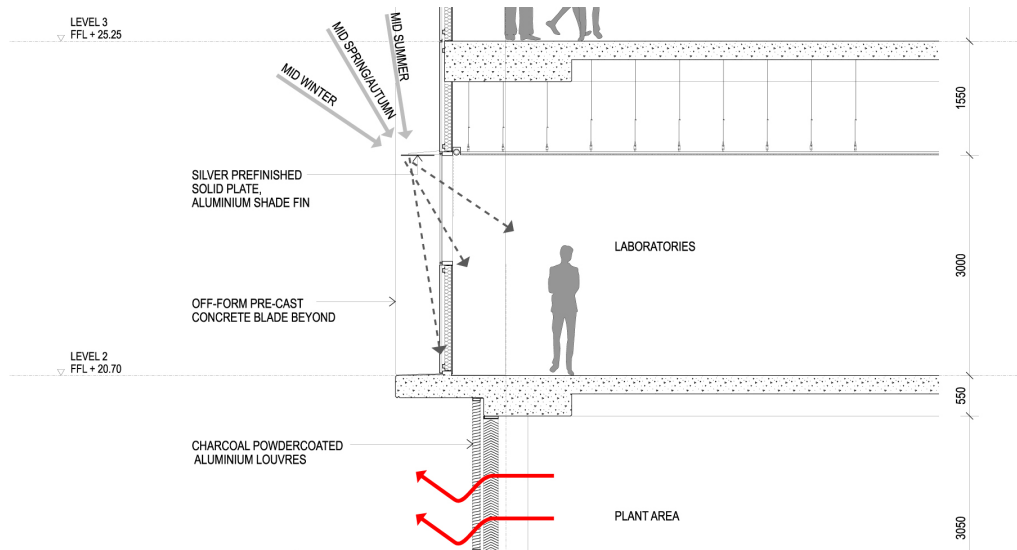 LEVEL 3
FFL + 25.25
MID WINTER
MID SPRING/AUTUMN
MID SUMMER
1550
SILVER PREFINISHED
SOLID PLATE,
ALUMINIUM SHADE FIN
LABORATORIES
3000
OFF-FORM PRE-CAST
CONCRETE BLADE BEYOND
LEVEL 2
FFL + 20.70
550
CHARCOAL POWDERCOATED
ALUMINIUM LOUVRES
PLANT AREA
3050